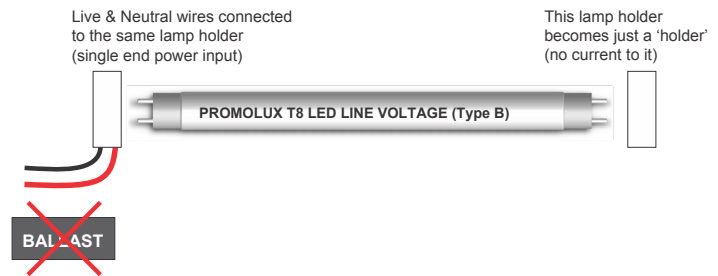 Live & Neutral wires connected
to the same lamp holder
(single end power input)
This lamp holder
becomes just a ‘holder’
(no current to it)
PROMOLUX T8 LED LINE VOLTAGE (Type B)
BALLAST